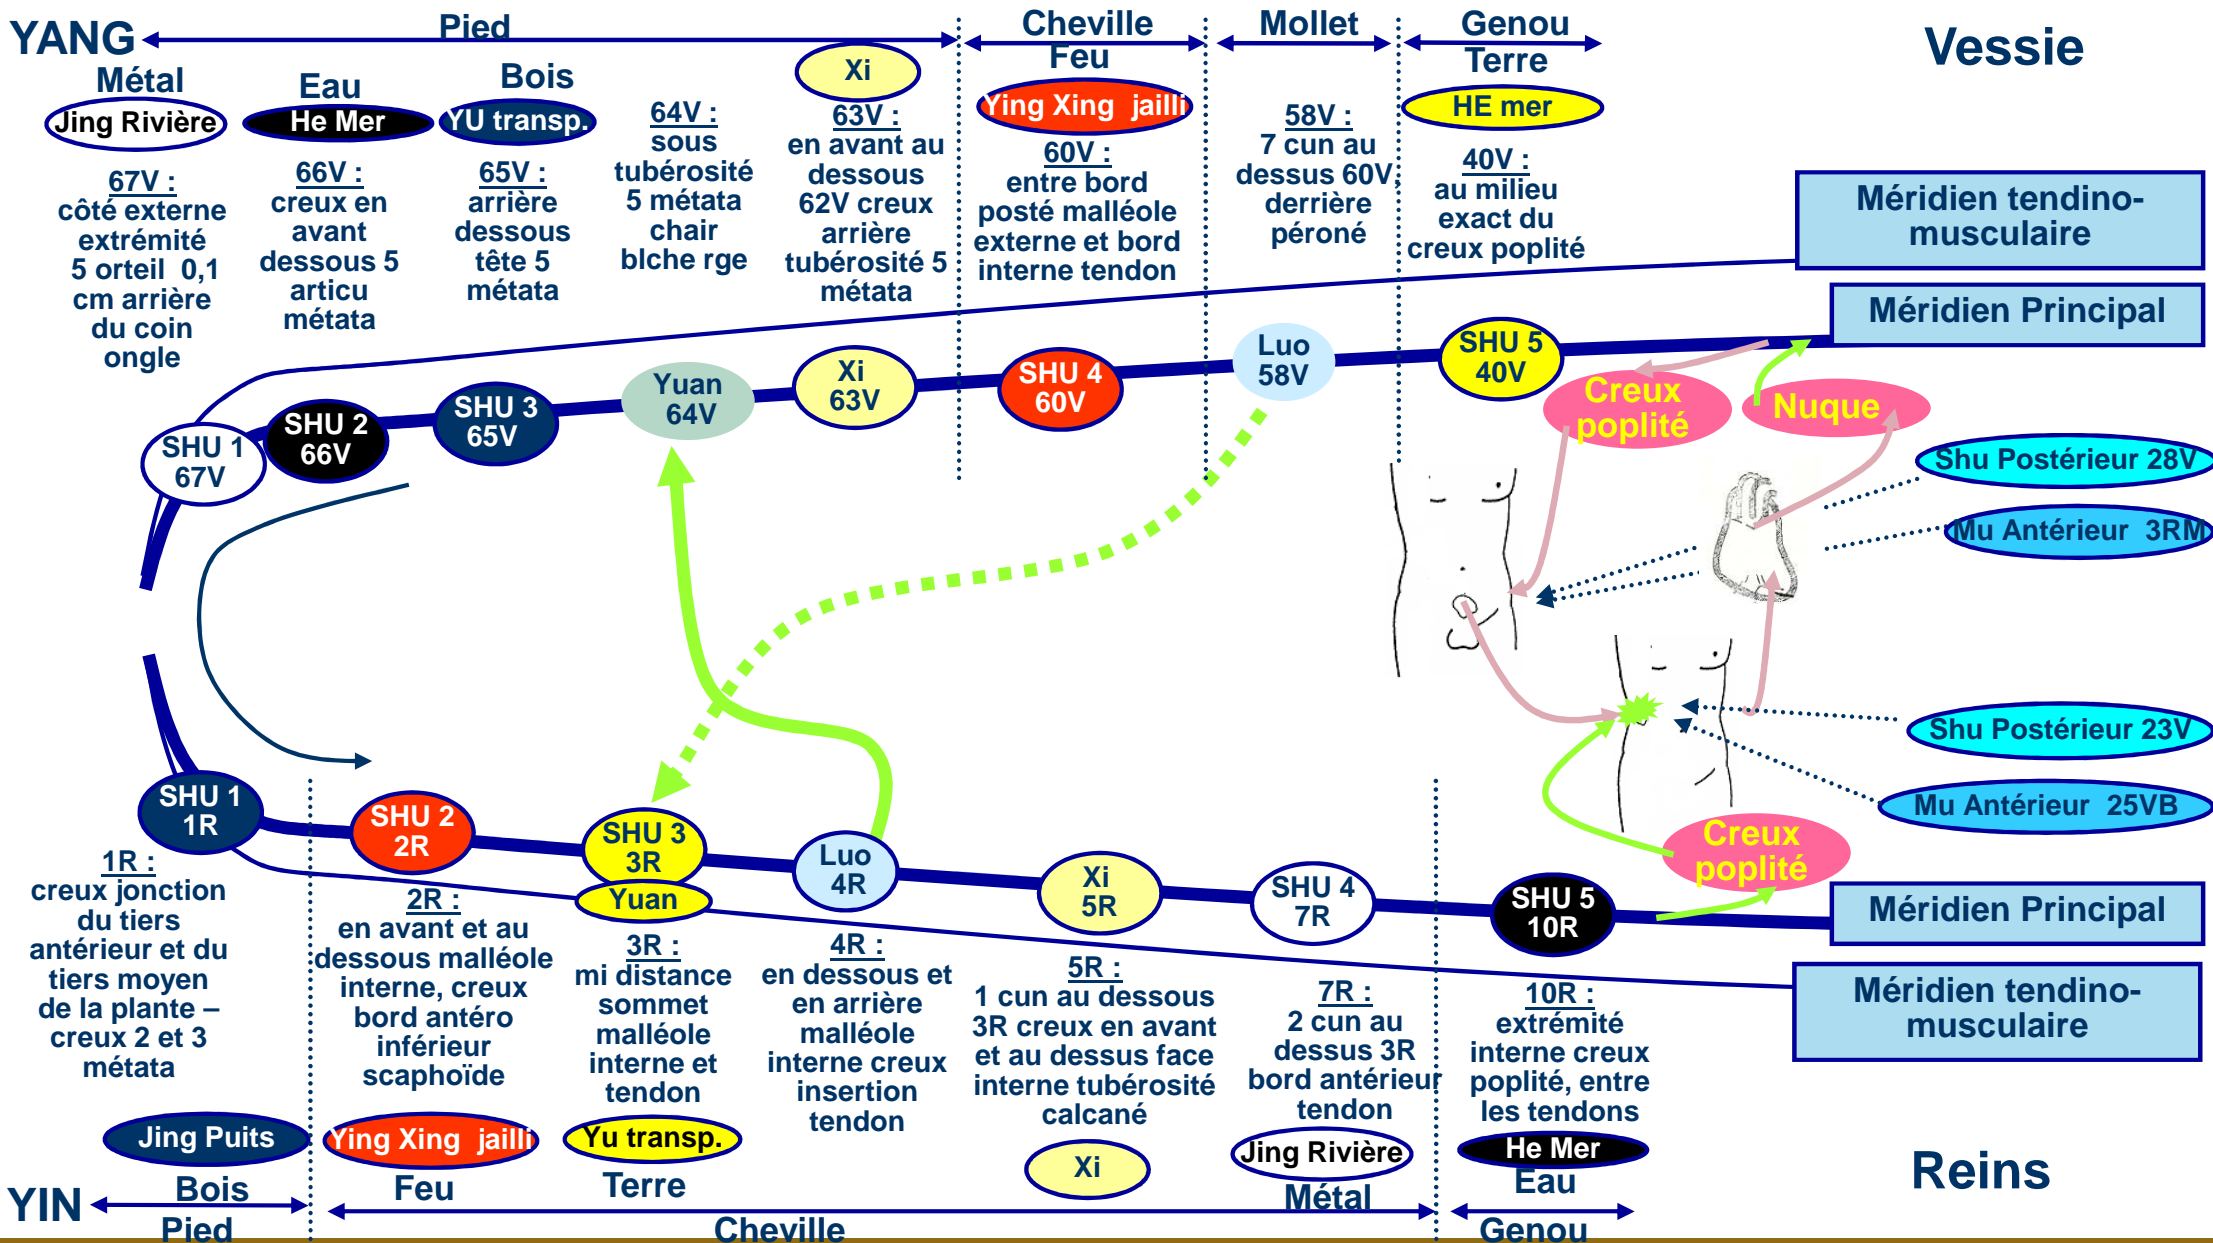 YANG
Pied
Cheville
Mollet
Genou
Vessie
Métal
Eau
Bois
Xi
Feu
Terre
Jing Rivière
He Mer
YU transp.
Ying Xing jailli
HE mer
67V :
côté externe
extrémité
5 orteil 0,1
cm arrière
du coin
ongle
66V :
creux en
avant
dessous 5
articu
métata
65V :
arrière
dessous
tête 5
métata
64V :
sous
tubérosité
5 métata
chair
blche rge
63V :
en avant au
dessous
62V creux
arrière
tubérosité 5
métata
60V :
entre bord
posté malléole
externe et bord
interne tendon
58V :
7 cun au
dessus 60V,
derrière
péroné
40V :
au milieu
exact du
creux poplité
Méridien tendino-
musculaire
Méridien Principal
SHU 1
67V
SHU 2
66V
SHU 3
65V
Yuan
64V
Xi
63V
SHU 4
60V
Luo
58V
SHU 5
40V
Creux
poplité
Nuque
Shu Postérieur 28V
Mu Antérieur 3RM
Shu Postérieur 23V
Mu Antérieur 25VB
Creux
poplité
SHU 1
1R
SHU 2
2R
SHU 3
3R
Yuan
Luo
4R
Xi
5R
SHU 4
7R
SHU 5
10R
Méridien Principal
Méridien tendino-
musculaire
1R :
creux jonction
du tiers
antérieur et du
tiers moyen
de la plante –
creux 2 et 3
métata
2R :
en avant et au
dessous malléole
interne, creux
bord antéro
inférieur
scaphoïde
3R :
mi distance
sommet
malléole
interne et
tendon
4R :
en dessous et
en arrière
malléole
interne creux
insertion
tendon
5R :
1 cun au dessous
3R creux en avant
et au dessus face
interne tubérosité
calcané
7R :
2 cun au
dessus 3R
bord antérieur
tendon
10R :
extrémité
interne creux
poplité, entre
les tendons
Jing Puits
Ying Xing jailli
Yu transp.
Xi
Jing Rivière
He Mer
Reins
YIN
Bois
Feu
Terre
Métal
Eau
Pied
Cheville
Genou